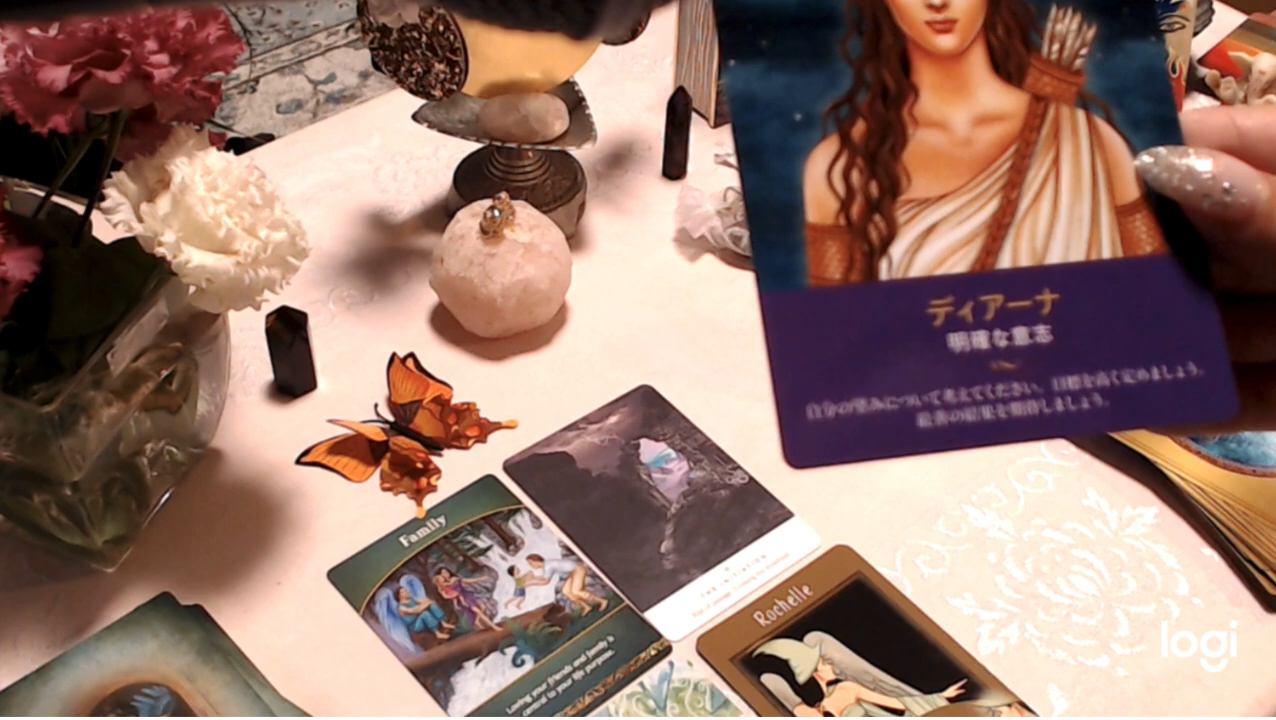 ディアーナ
明確な意志
自分の望みについて考えてください。目標を高く定めましょう。
最善の結果を期待しましょう。
Family
Loving your friends and family is
central to your life purpose.
THE INITIATION
Rochelle
logi